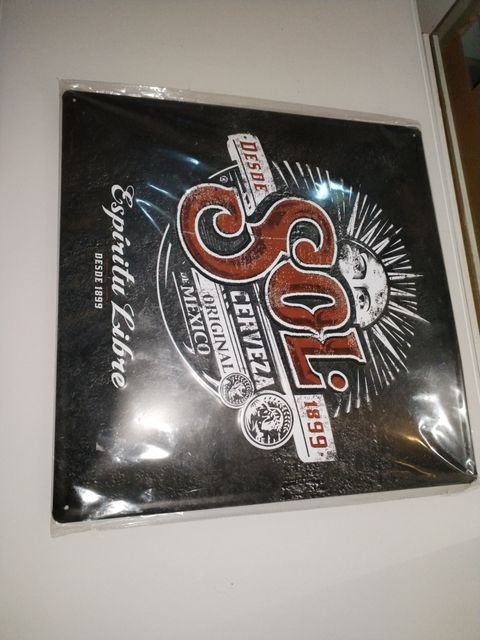 DESDE
SOL
1899
CERVEZA
ORIGINAL
DE MEXICO
Espíritu Libre
DESDE 1899